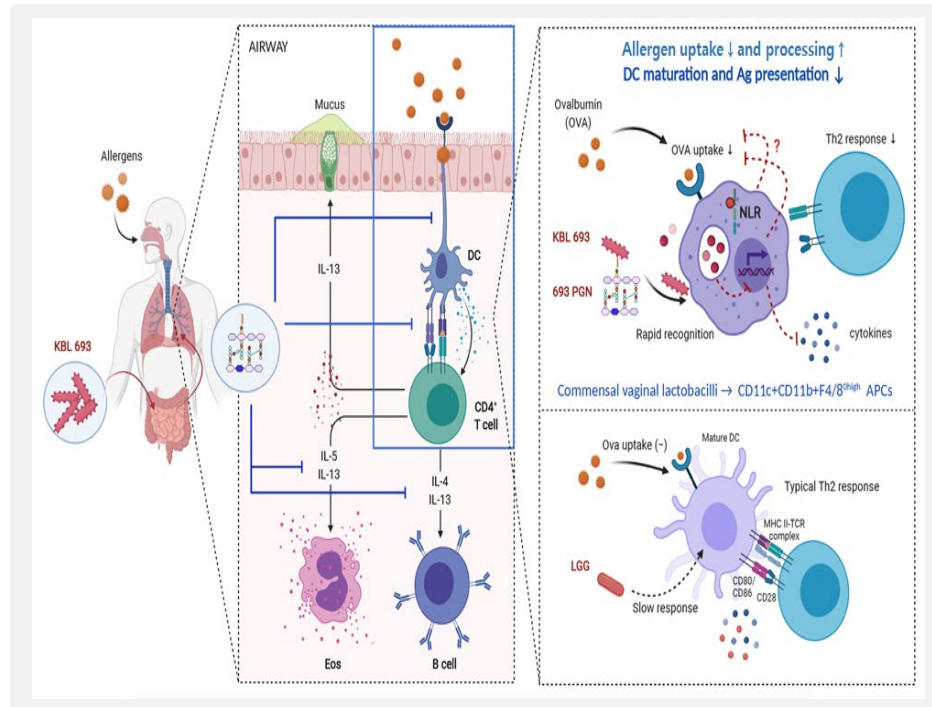 AIRWAY
Mucus
Allergens
IL-13
DC
KBL 693
CD4⁺
T cell
IL-5
IL-13
IL-4
IL-13
Eos
B cell
Allergen uptake ↓ and processing ↑
DC maturation and Ag presentation ↓
Ovalbumin
(OVA)
OVA uptake ↓
?
Th2 response ↓
NLR
KBL 693
693 PGN
Rapid recognition
cytokines
Commensal vaginal lactobacilli → CD11c+CD11b+F4/8⁰ʰⁱᵍʰ APCs
Ova uptake (−)
Mature DC
Typical Th2 response
MHC II-TCR
complex
LGG
CD80/
CD86
CD28
Slow response